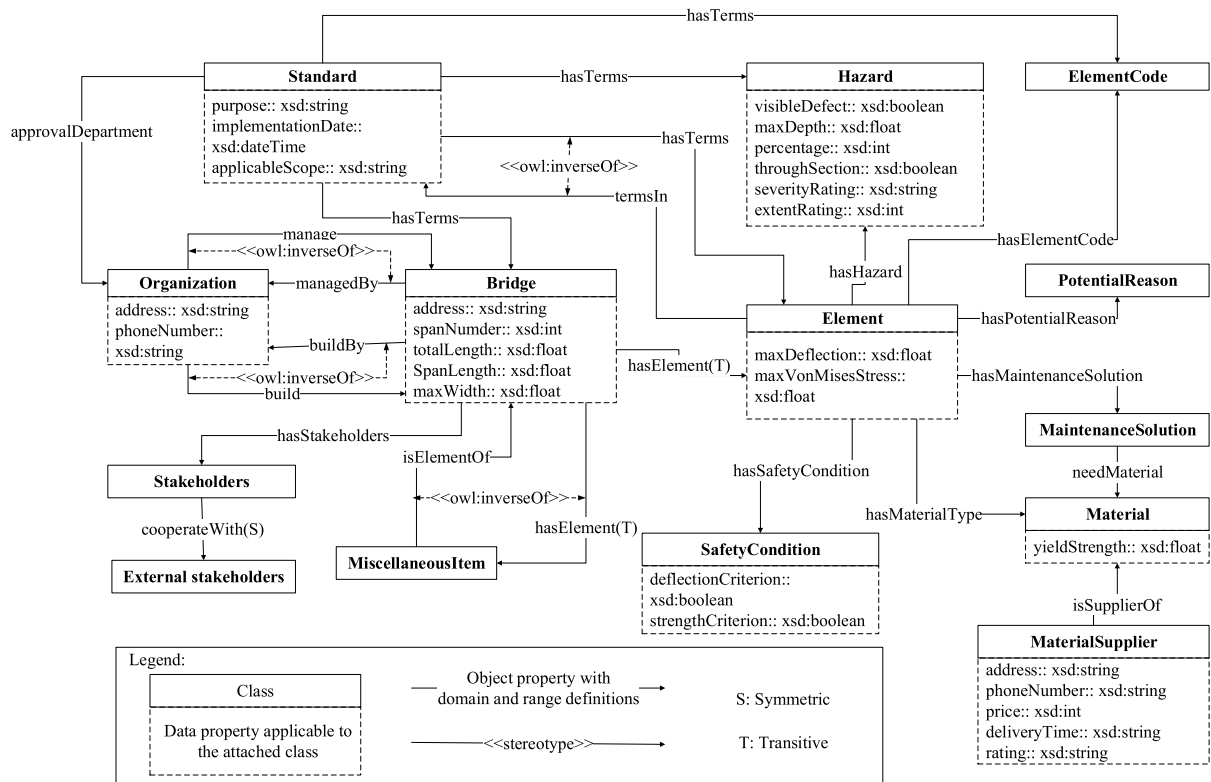 hasTerms
Standard
purpose:: xsd:string
implementationDate::
xsd:dateTime
applicableScope:: xsd:string
hasTerms
Hazard
visibleDefect:: xsd:boolean
maxDepth:: xsd:float
percentage:: xsd:int
throughSection:: xsd:boolean
severityRating:: xsd:string
extentRating:: xsd:int
ElementCode
approvalDepartment
hasTerms
<<owl:inverseOf>>
termsIn
hasTerms
manage
<<owl:inverseOf>>
managedBy
hasElementCode
hasHazard
Organization
address:: xsd:string
phoneNumber::
xsd:string
Bridge
address:: xsd:string
spanNumder:: xsd:int
totalLength:: xsd:float
SpanLength:: xsd:float
maxWidth:: xsd:float
buildBy
<<owl:inverseOf>>
build
hasElement(T)
Element
maxDeflection:: xsd:float
maxVonMisesStress::
xsd:float
PotentialReason
hasPotentialReason
hasMaintenanceSolution
MaintenanceSolution
needMaterial
hasStakeholders
isElementOf
Stakeholders
<<owl:inverseOf>>
cooperateWith(S)
hasElement(T)
External stakeholders
MiscellaneousItem
hasSafetyCondition
hasMaterialType
Material
yieldStrength:: xsd:float
SafetyCondition
deflectionCriterion::
xsd:boolean
strengthCriterion:: xsd:boolean
isSupplierOf
MaterialSupplier
address:: xsd:string
phoneNumber:: xsd:string
price:: xsd:int
deliveryTime:: xsd:string
rating:: xsd:string
Legend:
Class
Data property applicable to
the attached class
Object property with
domain and range definitions
<<stereotype>>
S: Symmetric
T: Transitive